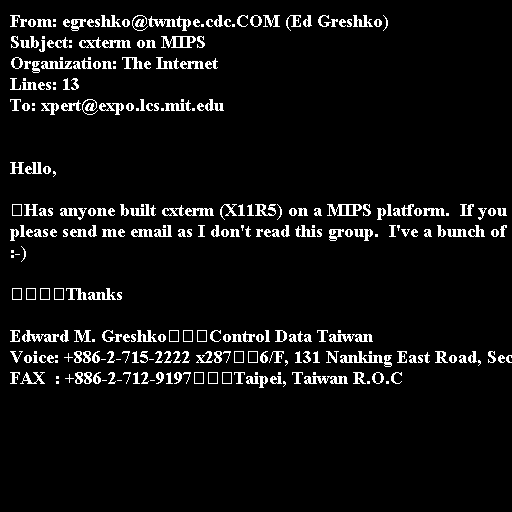 From: egreshko@twntpe.cdc.COM (Ed Greshko)
Subject: cxterm on MIPS
Organization: The Internet
Lines: 13
To: xpert@expo.lcs.mit.edu
Hello,
Has anyone built cxterm (X11R5) on a MIPS platform.  If you
please send me email as I don't read this group.  I've a bunch of
:-)
Thanks
Edward M. Greshko Control Data Taiwan
Voice: +886-2-715-2222 x287 6/F, 131 Nanking East Road, Sec
FAX  : +886-2-712-9197 Taipei, Taiwan R.O.C